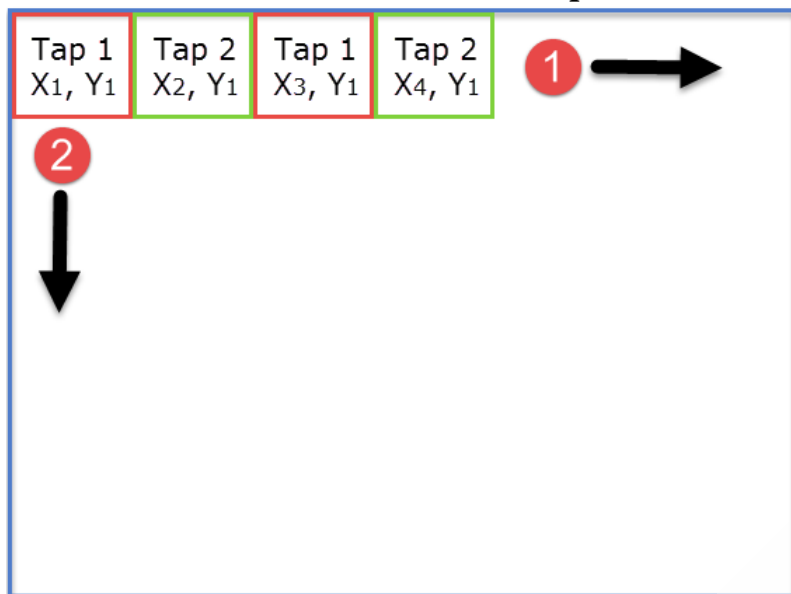 Tap 1 Tap 2 Tap 1 Tap 2 1
X1, Y1 X2, Y1 X3, Y1 X4, Y1
2